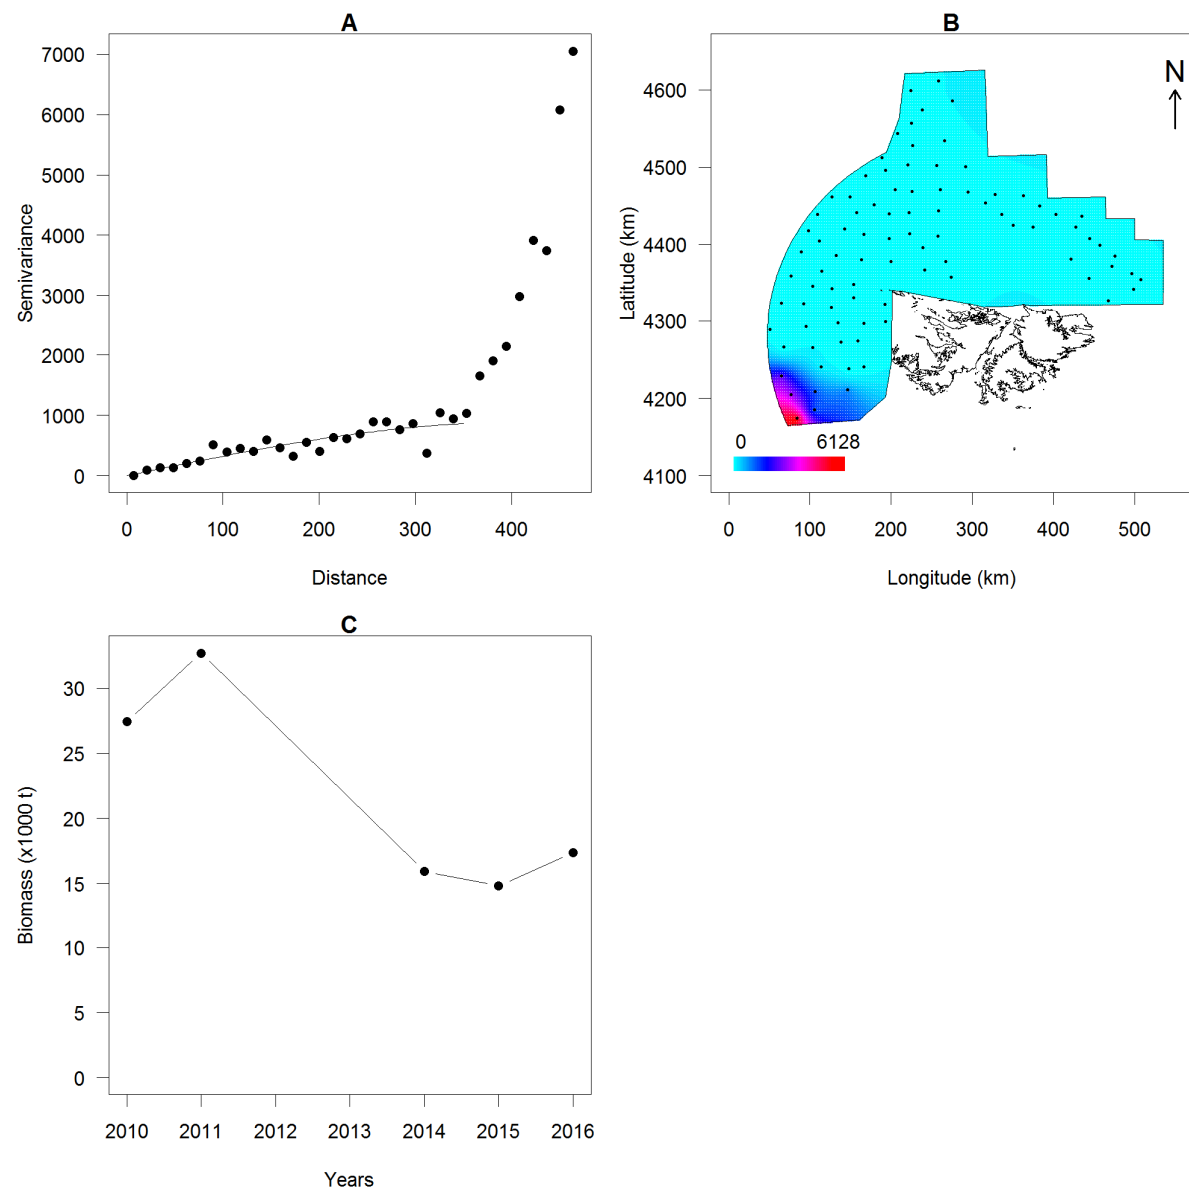 A
Semivariance
7000
6000
5000
4000
3000
2000
1000
0
0 100 200 300 400
Distance
B
N
Latitude (km)
4600
4500
4400
4300
4200
4100
0 6128
0 100 200 300 400 500
Longitude (km)
C
Biomass (x1000 t)
30
25
20
15
10
5
0
2010 2011 2012 2013 2014 2015 2016
Years